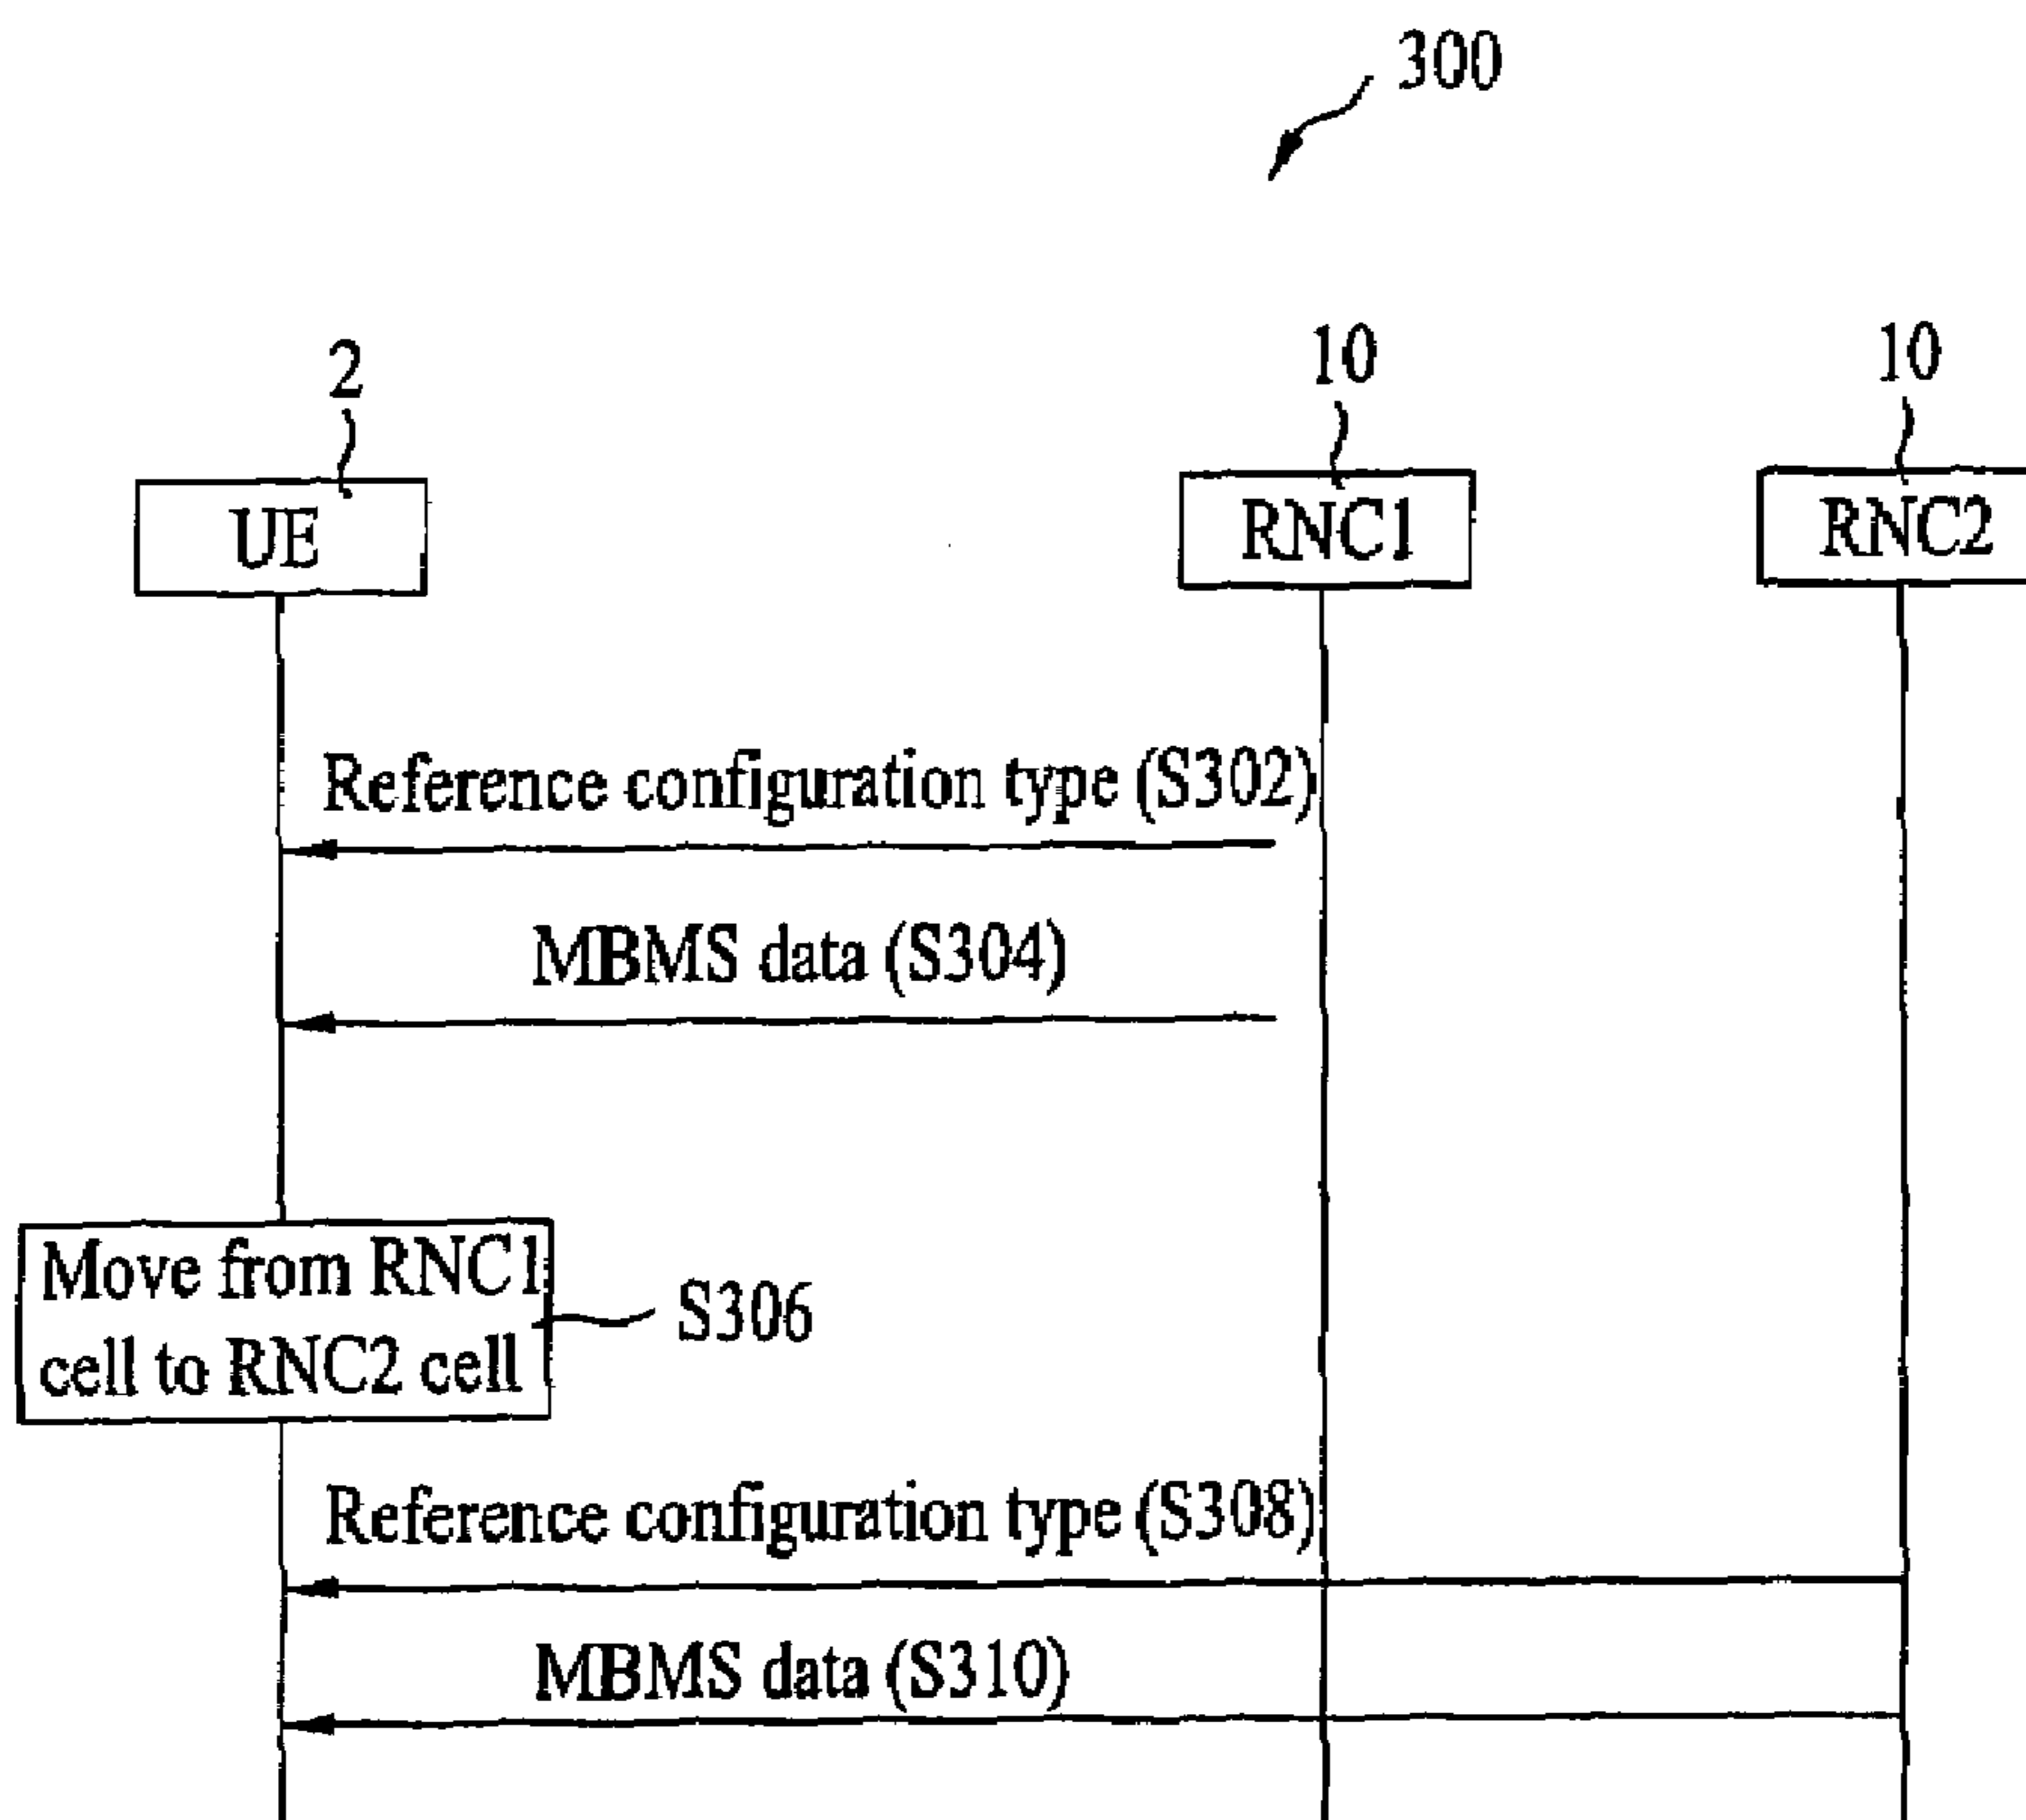 300
2
10
10
UE
RNC1
RNC2
Reference configuration type (S302)
MBMS data (S304)
Move from RNC1
cell to RNC2 cell
S306
Reference configuration type (S308)
MBMS data (S310)